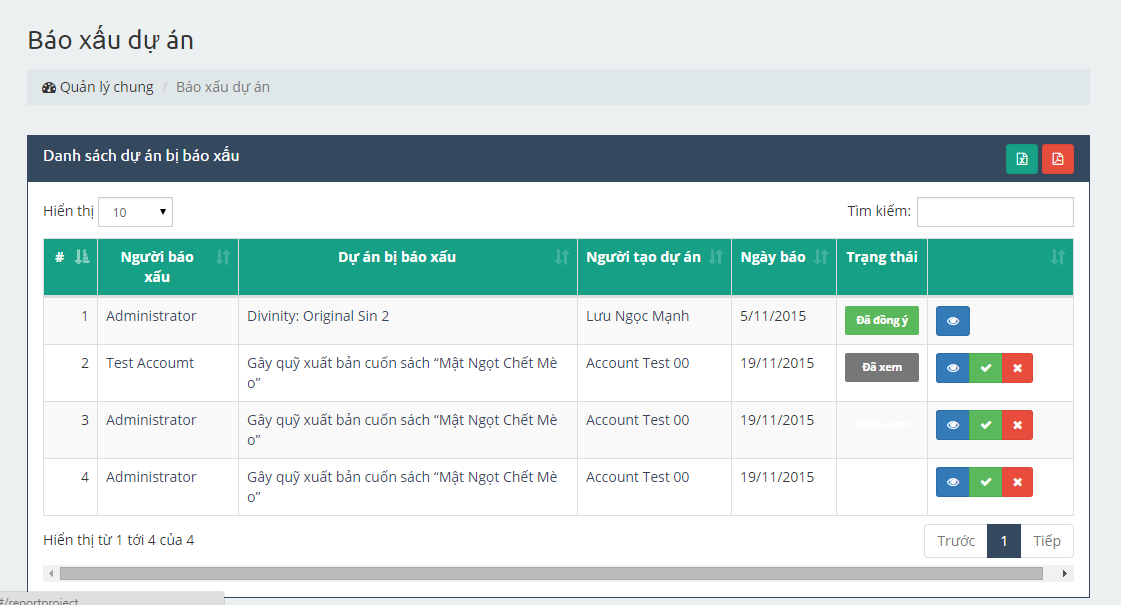 Báo xấu dự án
Quản lý chung / Báo xấu dự án
Danh sách dự án bị báo xấu
Hiển thị 10 Tìm kiếm:
# Người báo xấu Dự án bị báo xấu Người tạo dự án Ngày báo Trạng thái
1 Administrator Divinity: Original Sin 2 Lưu Ngọc Mạnh 5/11/2015 Đã đồng ý
2 Test Accoumt Gây quỹ xuất bản cuốn sách “Mật Ngọt Chết Mè
o” Account Test 00 19/11/2015 Đã xem
3 Administrator Gây quỹ xuất bản cuốn sách “Mật Ngọt Chết Mè
o” Account Test 00 19/11/2015 Chưa xem
4 Administrator Gây quỹ xuất bản cuốn sách “Mật Ngọt Chết Mè
o” Account Test 00 19/11/2015
Hiển thị từ 1 tới 4 của 4 Trước 1 Tiếp
#/reportproject